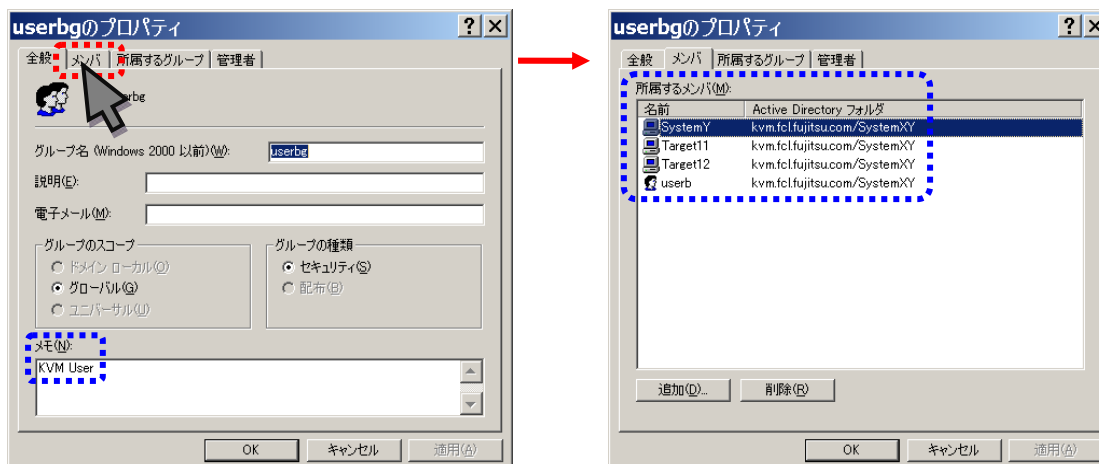 userbgのプロパティ
全般 メンバ 所属するグループ 管理者
グループ名 (Windows 2000 以前)(W): userbg
説明(E):
電子メール(M):
グループのスコープ
ドメイン ローカル(O)
グローバル(G)
ユニバーサル(U)
グループの種類
セキュリティ(S)
配布(B)
メモ(N):
KVM User
OK キャンセル 適用(A)
userbgのプロパティ
全般 メンバ 所属するグループ 管理者
所属するメンバ(M):
名前 Active Directory フォルダ
SystemY kvm.fcl.fujitsu.com/SystemXY
Target11 kvm.fcl.fujitsu.com/SystemXY
Target12 kvm.fcl.fujitsu.com/SystemXY
userb kvm.fcl.fujitsu.com/SystemXY
追加(D)... 削除(R)
OK キャンセル 適用(A)